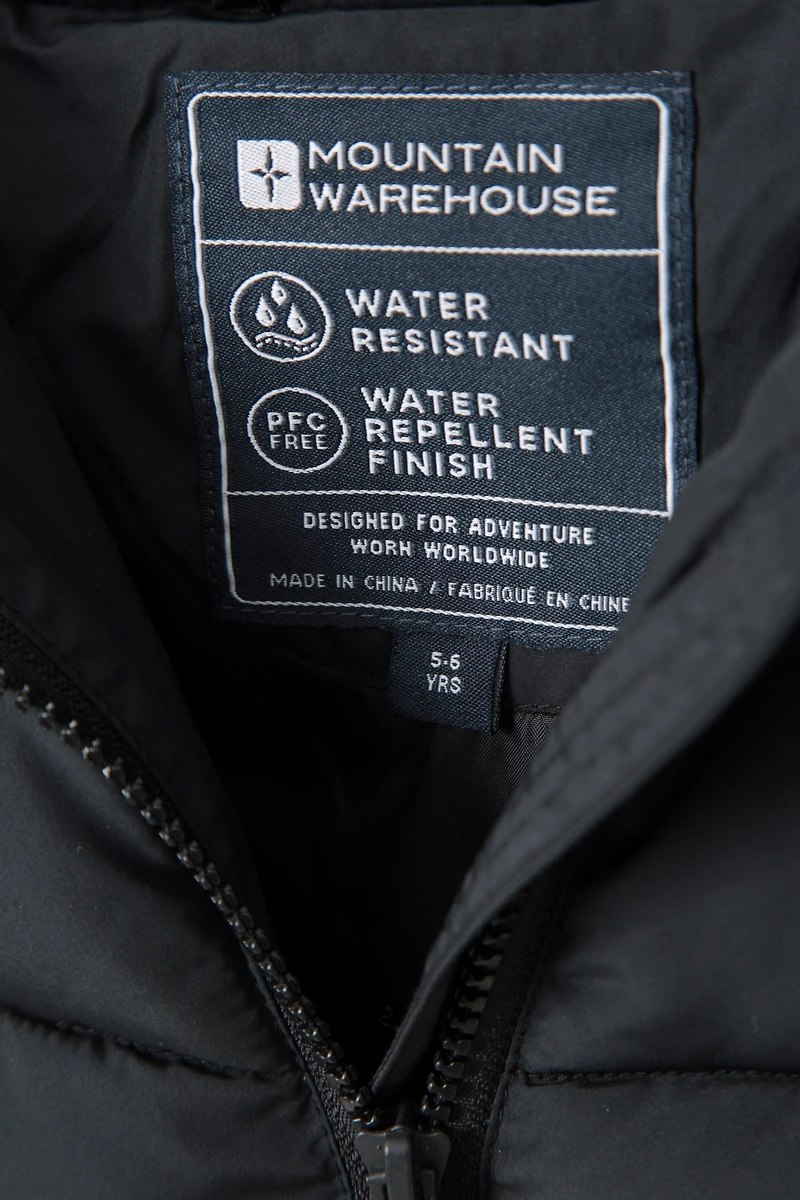 MOUNTAIN
WAREHOUSE
WATER
RESISTANT
PFC
FREE
WATER
REPELLENT
FINISH
DESIGNED FOR ADVENTURE
WORN WORLDWIDE
MADE IN CHINA / FABRIQUÉ EN CHINE
5-6
YRS